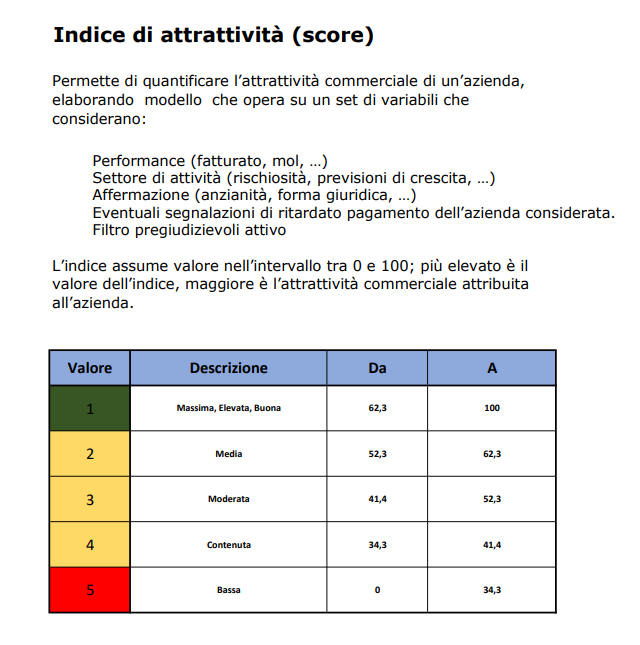 Indice di attrattività (score)
Permette di quantificare l'attrattività commerciale di un'azienda,
elaborando modello che opera su un set di variabili che
considerano:
Performance (fatturato, mol, …)
Settore di attività (rischiosità, previsioni di crescita, …)
Affermazione (anzianità, forma giuridica, …)
Eventuali segnalazioni di ritardato pagamento dell'azienda considerata.
Filtro pregiudizievoli attivo
L'indice assume valore nell'intervallo tra 0 e 100; più elevato è il
valore dell'indice, maggiore è l'attrattività commerciale attribuita
all'azienda.
Valore Descrizione Da A
1 Massima, Elevata, Buona 62,3 100
2 Media 52,3 62,3
3 Moderata 41,4 52,3
4 Contenuta 34,3 41,4
5 Bassa 0 34,3